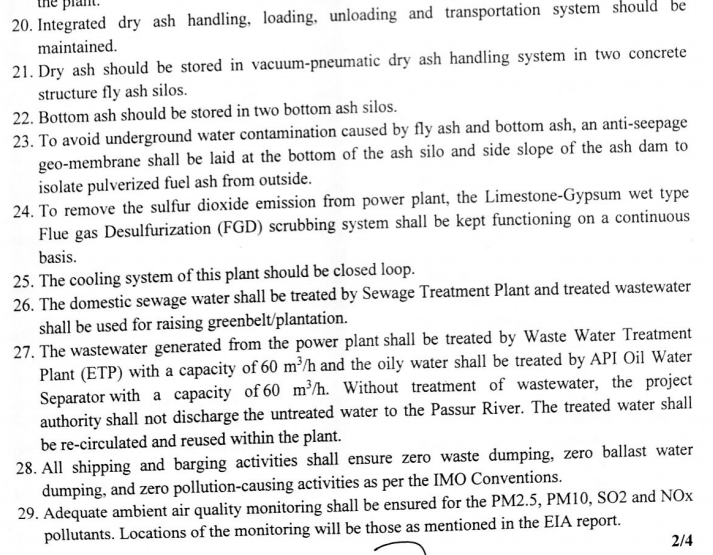 the plant.
20. Integrated dry ash handling, loading, unloading and transportation system should be
maintained.
21. Dry ash should be stored in vacuum-pneumatic dry ash handling system in two concrete
structure fly ash silos.
22. Bottom ash should be stored in two bottom ash silos.
23. To avoid underground water contamination caused by fly ash and bottom ash, an anti-seepage
geo-membrane shall be laid at the bottom of the ash silo and side slope of the ash dam to
isolate pulverized fuel ash from outside.
24. To remove the sulfur dioxide emission from power plant, the Limestone-Gypsum wet type
Flue gas Desulfurization (FGD) scrubbing system shall be kept functioning on a continuous
basis.
25. The cooling system of this plant should be closed loop.
26. The domestic sewage water shall be treated by Sewage Treatment Plant and treated wastewater
shall be used for raising greenbelt/plantation.
27. The wastewater generated from the power plant shall be treated by Waste Water Treatment
Plant (ETP) with a capacity of 60 m³/h and the oily water shall be treated by API Oil Water
Separator with a capacity of 60 m³/h. Without treatment of wastewater, the project
authority shall not discharge the untreated water to the Passur River. The treated water shall
be re-circulated and reused within the plant.
28. All shipping and barging activities shall ensure zero waste dumping, zero ballast water
dumping, and zero pollution-causing activities as per the IMO Conventions.
29. Adequate ambient air quality monitoring shall be ensured for the PM2.5, PM10, SO2 and NOx
pollutants. Locations of the monitoring will be those as mentioned in the EIA report.
2/4